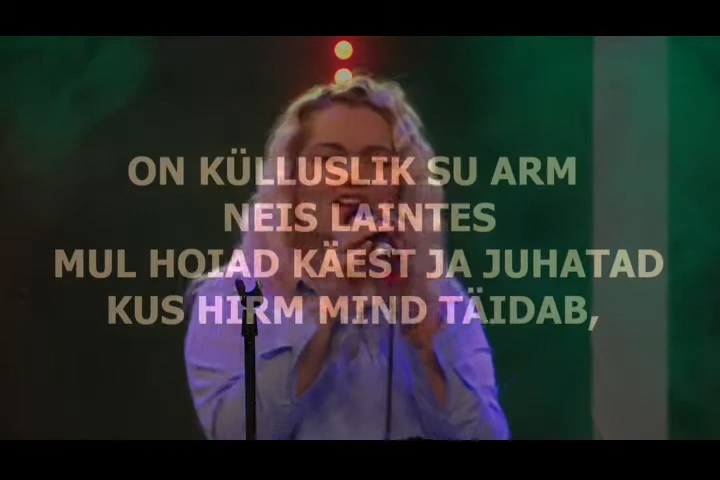 ON KÜLLUSLIK SU ARM
NEIS LAINTES
MUL HOIAD KÄEST JA JUHATAD
KUS HIRM MIND TÄIDAB,